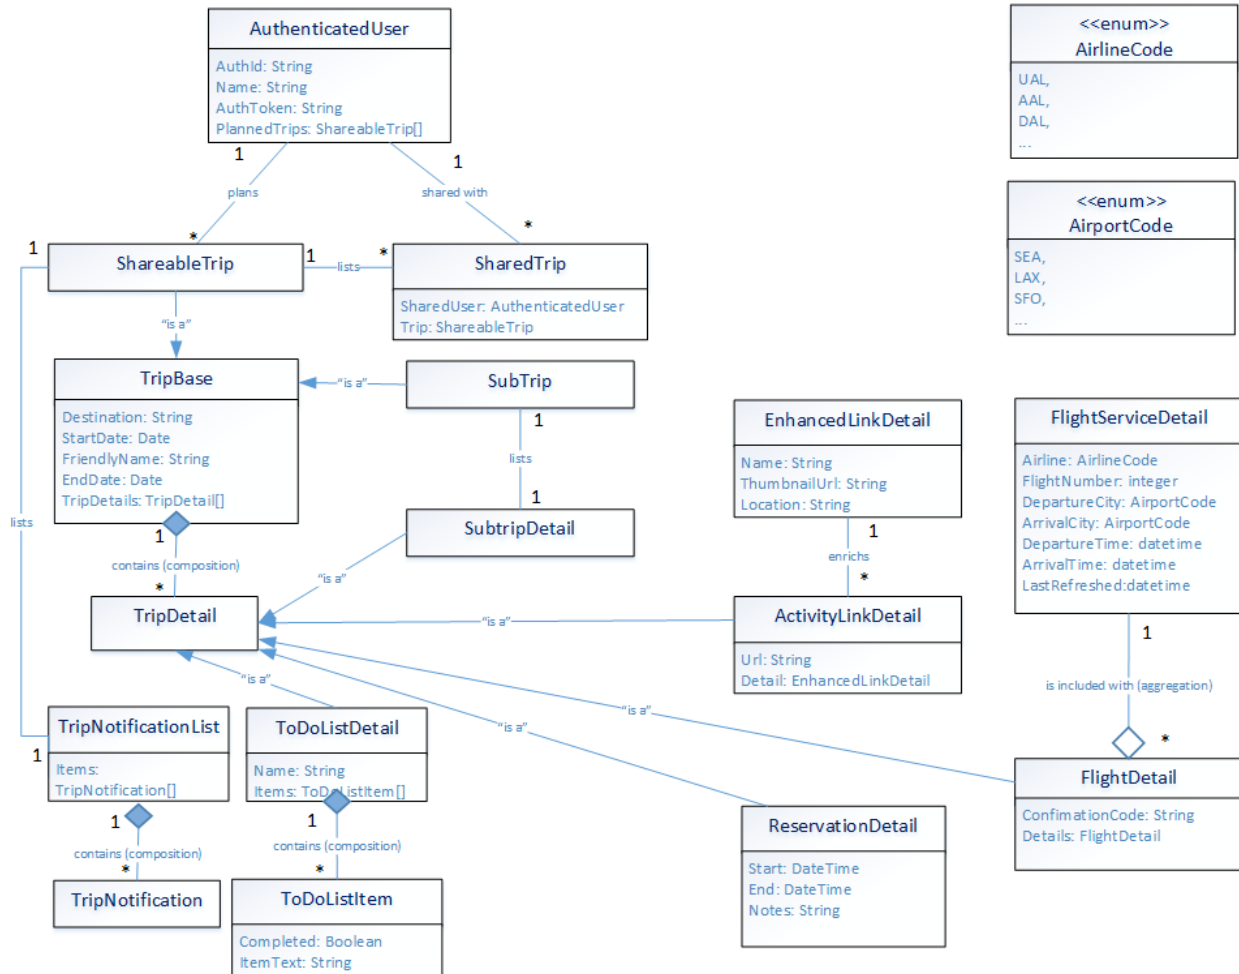 AuthenticatedUser
AuthId: String
Name: String
AuthToken: String
PlannedTrips: ShareableTrip[]
<<enum>>
AirlineCode
UAL,
AAL,
DAL,
...
1
1
plans
shared with
*
*
<<enum>>
AirportCode
SEA,
LAX,
SFO,
...
1
ShareableTrip
1
lists
*
SharedTrip
SharedUser: AuthenticatedUser
Trip: ShareableTrip
"is a"
TripBase
Destination: String
StartDate: Date
FriendlyName: String
EndDate: Date
TripDetails: TripDetail[]
"is a"
SubTrip
1
lists
1
SubtripDetail
EnhancedLinkDetail
Name: String
ThumbnailUrl: String
Location: String
FlightServiceDetail
Airline: AirlineCode
FlightNumber: integer
DepartureCity: AirportCode
ArrivalCity: AirportCode
DepartureTime: datetime
ArrivalTime: datetime
LastRefreshed:datetime
lists
1
contains (composition)
*
"is a"
1
enrichs
*
TripDetail
"is a"
ActivityLinkDetail
Url: String
Detail: EnhancedLinkDetail
1
is included with (aggregation)
*
"is a"
"is a"
"is a"
TripNotificationList
Items:
TripNotification[]
1
ToDoListDetail
Name: String
Items: ToDoListItem[]
FlightDetail
ConfimationCode: String
Details: FlightDetail
1
contains (composition)
*
1
contains (composition)
*
ReservationDetail
Start: DateTime
End: DateTime
Notes: String
TripNotification
ToDoListItem
Completed: Boolean
ItemText: String